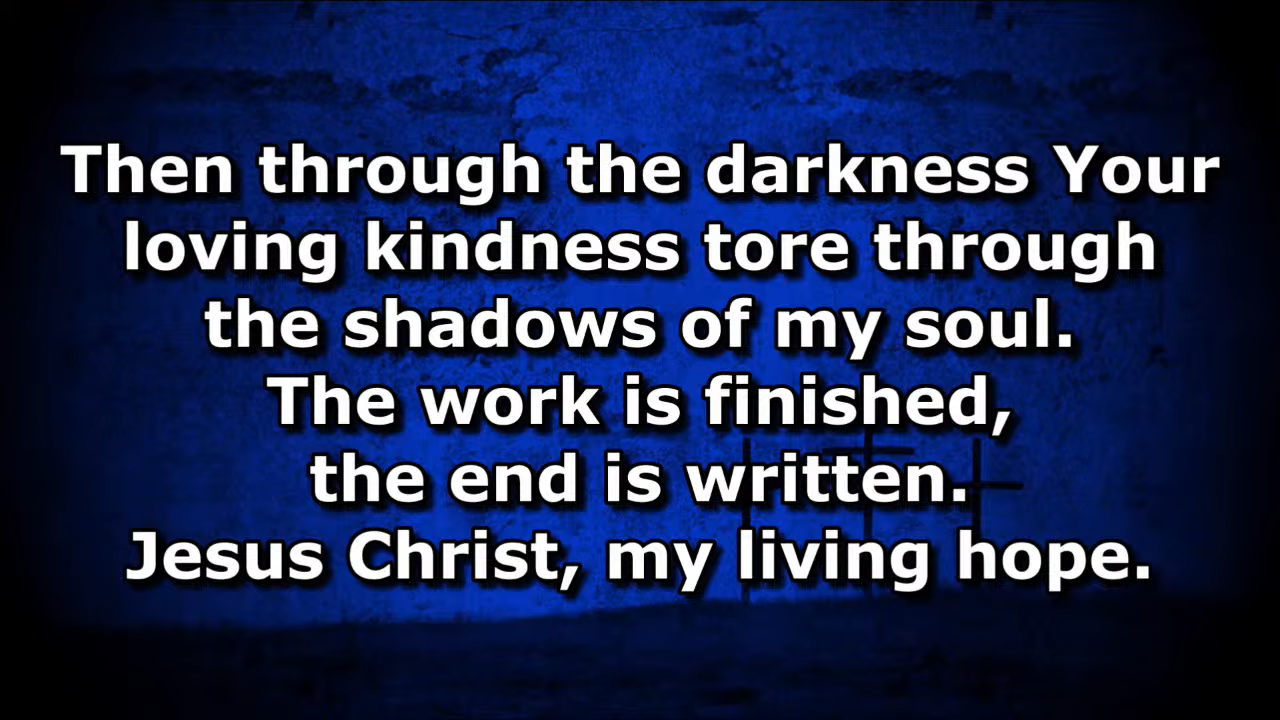 Then through the darkness Your
loving kindness tore through
the shadows of my soul.
The work is finished,
the end is written.
Jesus Christ, my living hope.